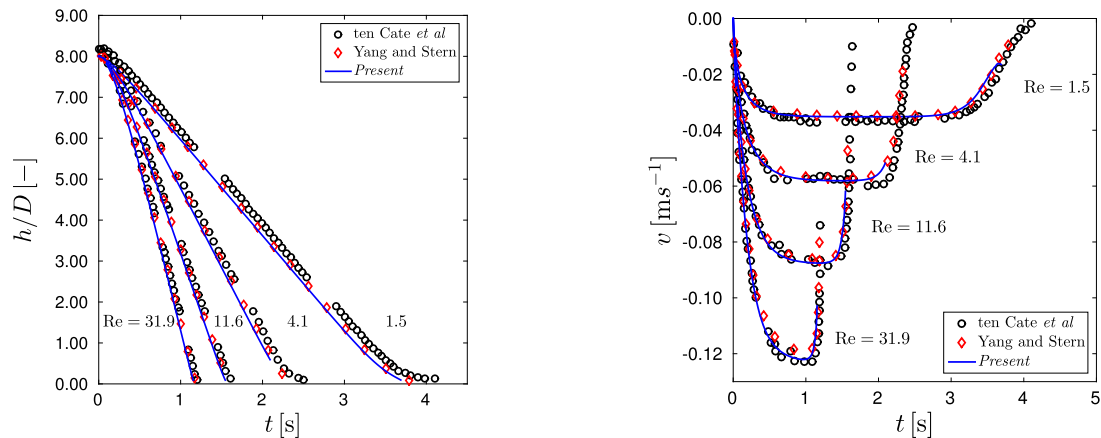 9.00
8.00
7.00
6.00
5.00
4.00
3.00
2.00
1.00
0.00
h/D [−]
0 1 2 3 4
t [s]
ten Cate et al
Yang and Stern
Present
Re = 31.9 11.6 4.1 1.5
0.00
-0.02
-0.04
-0.06
-0.08
-0.10
-0.12
v [ms⁻¹]
0 1 2 3 4 5
t [s]
Re = 1.5
Re = 4.1
Re = 11.6
Re = 31.9
ten Cate et al
Yang and Stern
Present